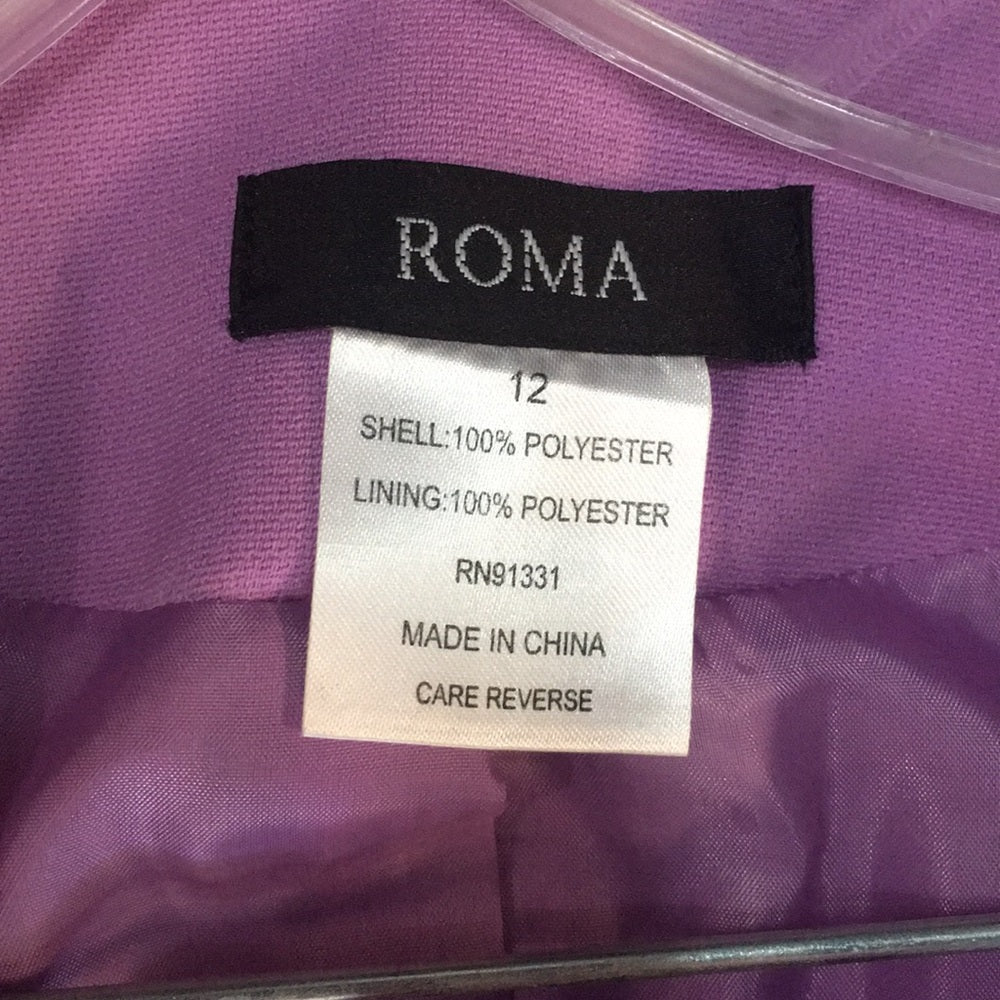 ROMA
12
SHELL:100% POLYESTER
LINING:100% POLYESTER
RN91331
MADE IN CHINA
CARE REVERSE